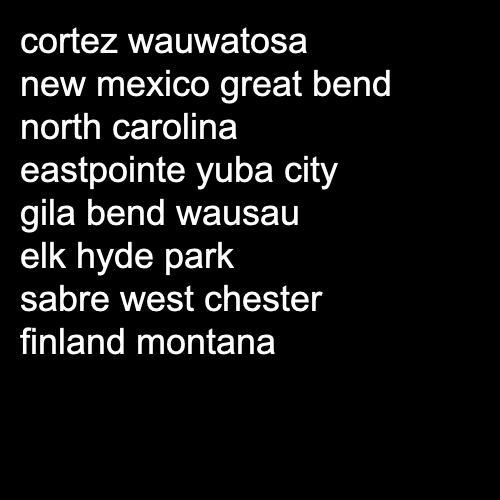 cortez wauwatosa
new mexico great bend
north carolina
eastpointe yuba city
gila bend wausau
elk hyde park
sabre west chester
finland montana